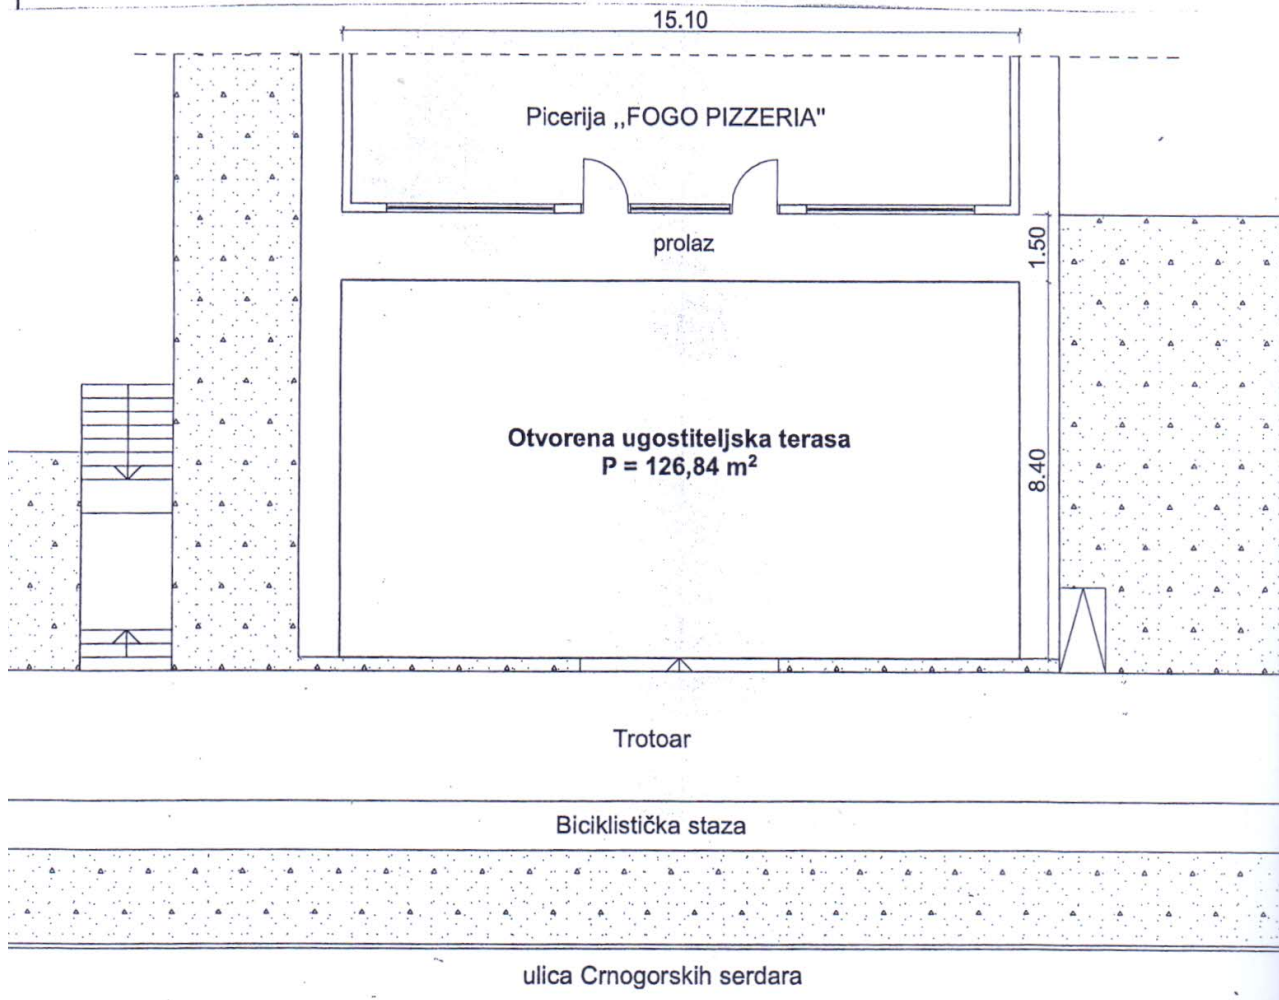 15.10
Picerija ,,FOGO PIZZERIA"
prolaz
1.50
Otvorena ugostiteljska terasa
P = 126,84 m²
8.40
Trotoar
Biciklistička staza
ulica Crnogorskih serdara